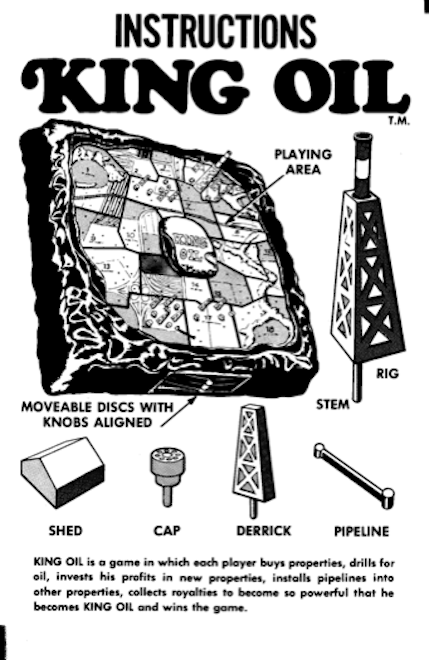 INSTRUCTIONS
KING OIL
T.M.
PLAYING
AREA
KING
OIL
RIG
STEM
MOVEABLE DISCS WITH
KNOBS ALIGNED
SHED
CAP
DERRICK
PIPELINE
KING OIL is a game in which each player buys properties, drills for
oil, invests his profits in new properties, installs pipelines into
other properties, collects royalties to become so powerful that he
becomes KING OIL and wins the game.